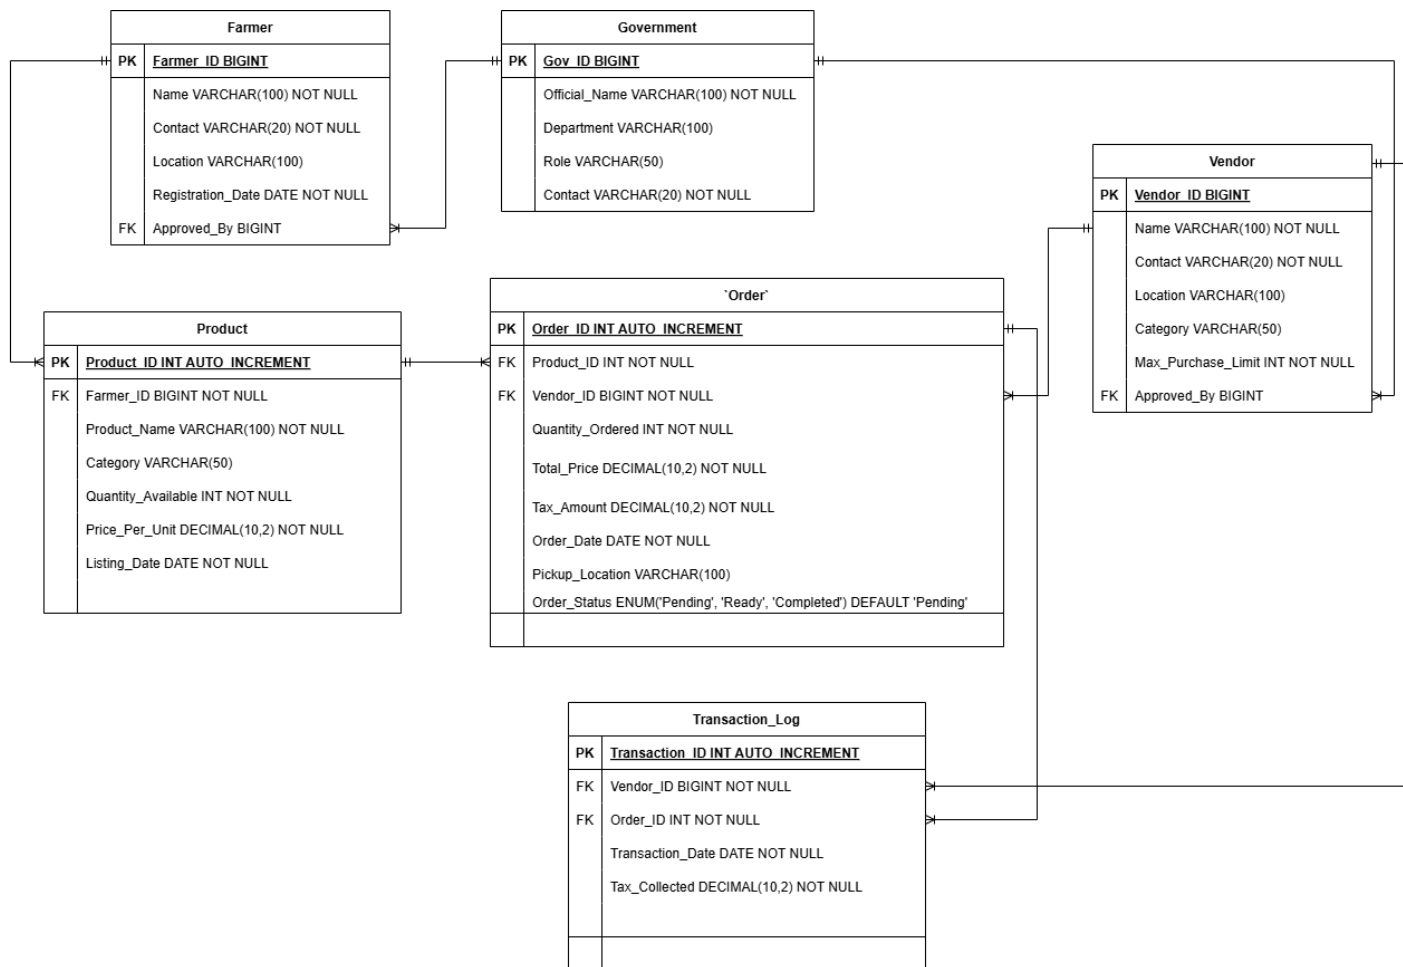 Farmer
PK Farmer_ID BIGINT
Name VARCHAR(100) NOT NULL
Contact VARCHAR(20) NOT NULL
Location VARCHAR(100)
Registration_Date DATE NOT NULL
FK Approved_By BIGINT
Government
PK Gov_ID BIGINT
Official_Name VARCHAR(100) NOT NULL
Department VARCHAR(100)
Role VARCHAR(50)
Contact VARCHAR(20) NOT NULL
Vendor
PK Vendor_ID BIGINT
Name VARCHAR(100) NOT NULL
Contact VARCHAR(20) NOT NULL
Location VARCHAR(100)
Category VARCHAR(50)
Max_Purchase_Limit INT NOT NULL
FK Approved_By BIGINT
Product
PK Product_ID INT AUTO_INCREMENT
FK Farmer_ID BIGINT NOT NULL
Product_Name VARCHAR(100) NOT NULL
Category VARCHAR(50)
Quantity_Available INT NOT NULL
Price_Per_Unit DECIMAL(10,2) NOT NULL
Listing_Date DATE NOT NULL
`Order`
PK Order_ID INT AUTO_INCREMENT
FK Product_ID INT NOT NULL
FK Vendor_ID BIGINT NOT NULL
Quantity_Ordered INT NOT NULL
Total_Price DECIMAL(10,2) NOT NULL
Tax_Amount DECIMAL(10,2) NOT NULL
Order_Date DATE NOT NULL
Pickup_Location VARCHAR(100)
Order_Status ENUM('Pending', 'Ready', 'Completed') DEFAULT 'Pending'
Transaction_Log
PK Transaction_ID INT AUTO_INCREMENT
FK Vendor_ID BIGINT NOT NULL
FK Order_ID INT NOT NULL
Transaction_Date DATE NOT NULL
Tax_Collected DECIMAL(10,2) NOT NULL